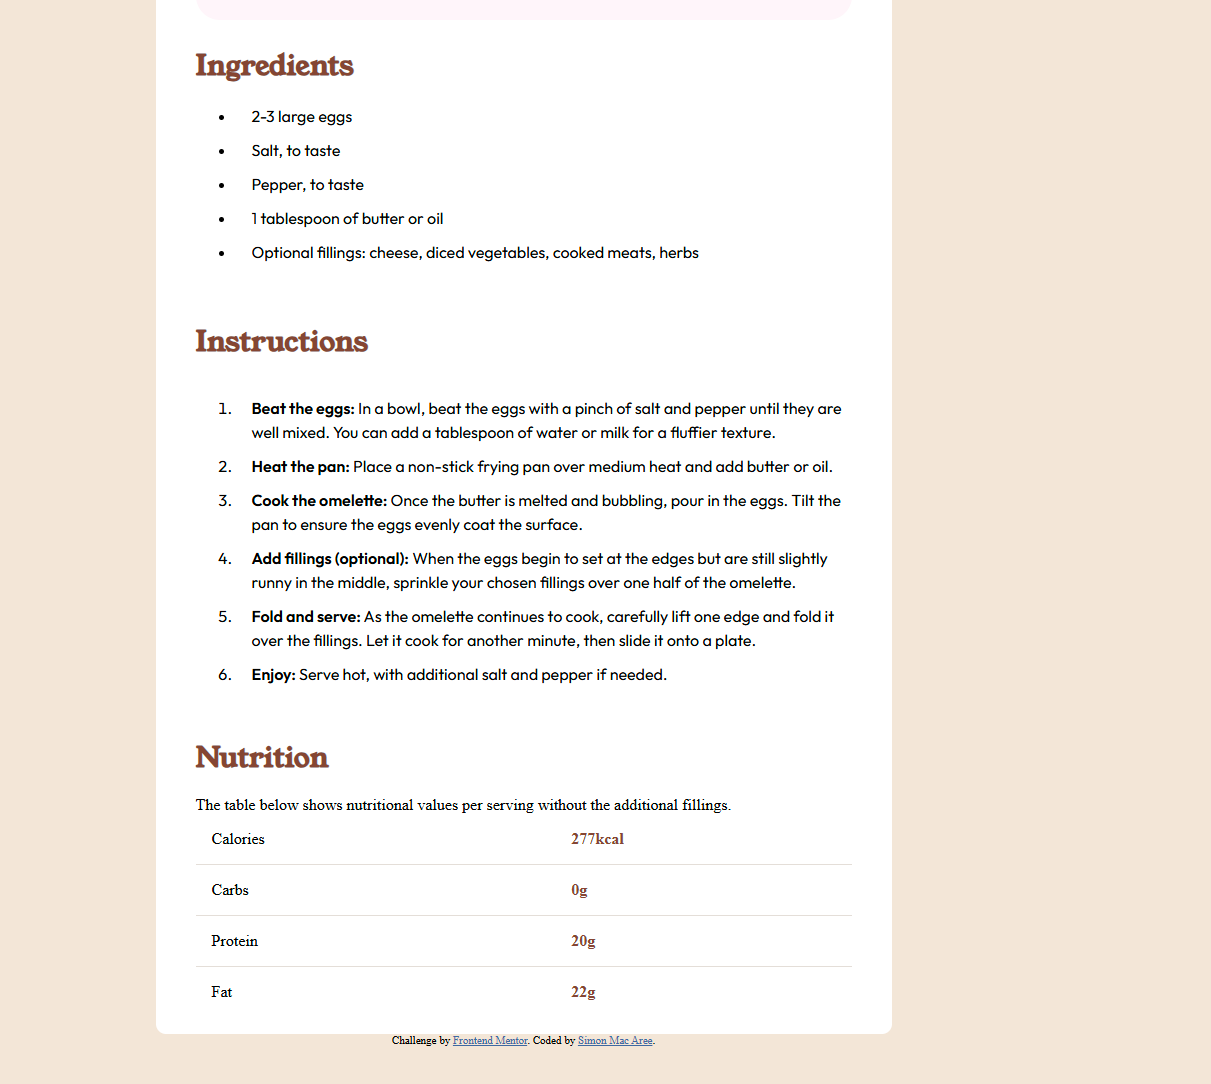 Ingredients
• 2-3 large eggs
• Salt, to taste
• Pepper, to taste
• 1 tablespoon of butter or oil
• Optional fillings: cheese, diced vegetables, cooked meats, herbs
Instructions
1. Beat the eggs: In a bowl, beat the eggs with a pinch of salt and pepper until they are
well mixed. You can add a tablespoon of water or milk for a fluffier texture.
2. Heat the pan: Place a non-stick frying pan over medium heat and add butter or oil.
3. Cook the omelette: Once the butter is melted and bubbling, pour in the eggs. Tilt the
pan to ensure the eggs evenly coat the surface.
4. Add fillings (optional): When the eggs begin to set at the edges but are still slightly
runny in the middle, sprinkle your chosen fillings over one half of the omelette.
5. Fold and serve: As the omelette continues to cook, carefully lift one edge and fold it
over the fillings. Let it cook for another minute, then slide it onto a plate.
6. Enjoy: Serve hot, with additional salt and pepper if needed.
Nutrition
The table below shows nutritional values per serving without the additional fillings.
Calories 277kcal
Carbs 0g
Protein 20g
Fat 22g
Challenge by Frontend Mentor. Coded by Simon Mac Aree.